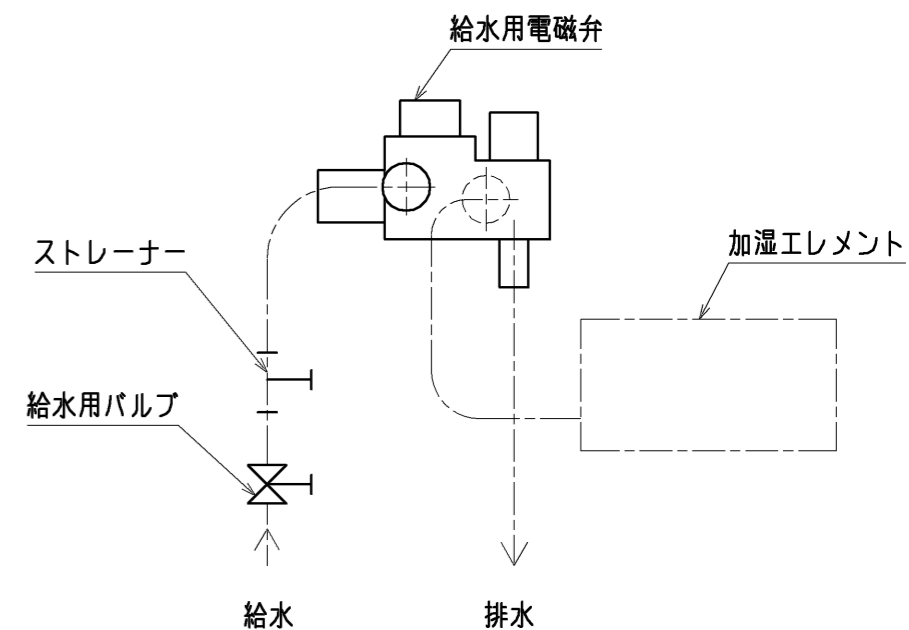 給水用電磁弁
ストレーナー
加湿エレメント
給水用バルブ
給水
排水